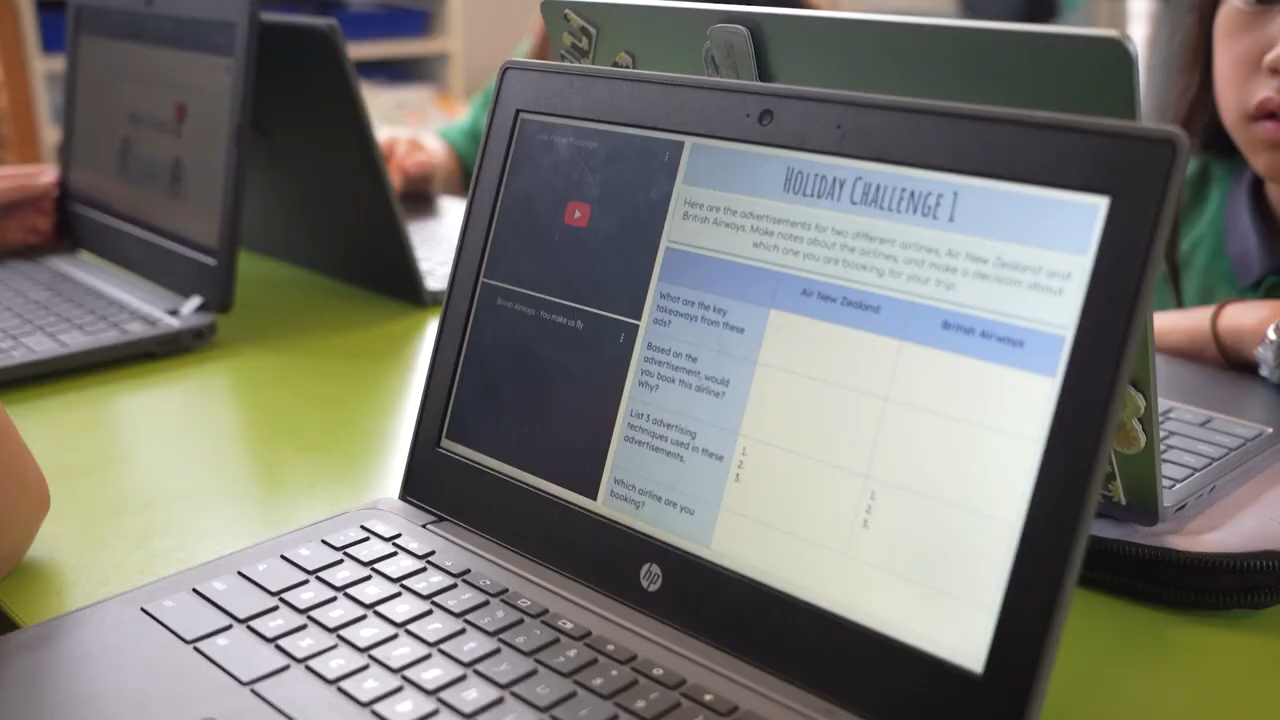 HOLIDAY CHALLENGE 1
Here are the advertisements for two different airlines, Air New Zealand and
British Airways. Make notes about the airlines, and make a decision about
which one you are booking for your trip.
Air New Zealand
British Airways
What are the key
takeaways from these
ads?
Based on the
advertisement, would
you book this airline?
Why?
List 3 advertising
techniques used in these
advertisements.
1.
2.
3.
1.
2.
3.
Which airline are you
booking?
British Airways - You make us fly
hp